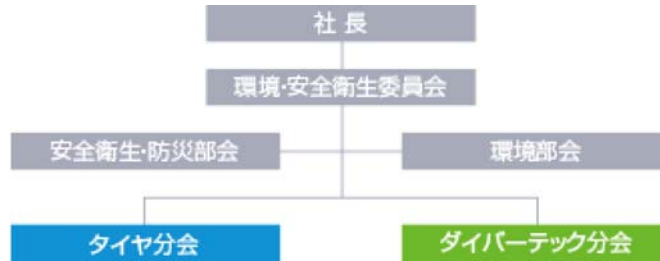 社 長
環境・安全衛生委員会
安全衛生・防災部会
環境部会
タイヤ分会
ダイバーテック分会